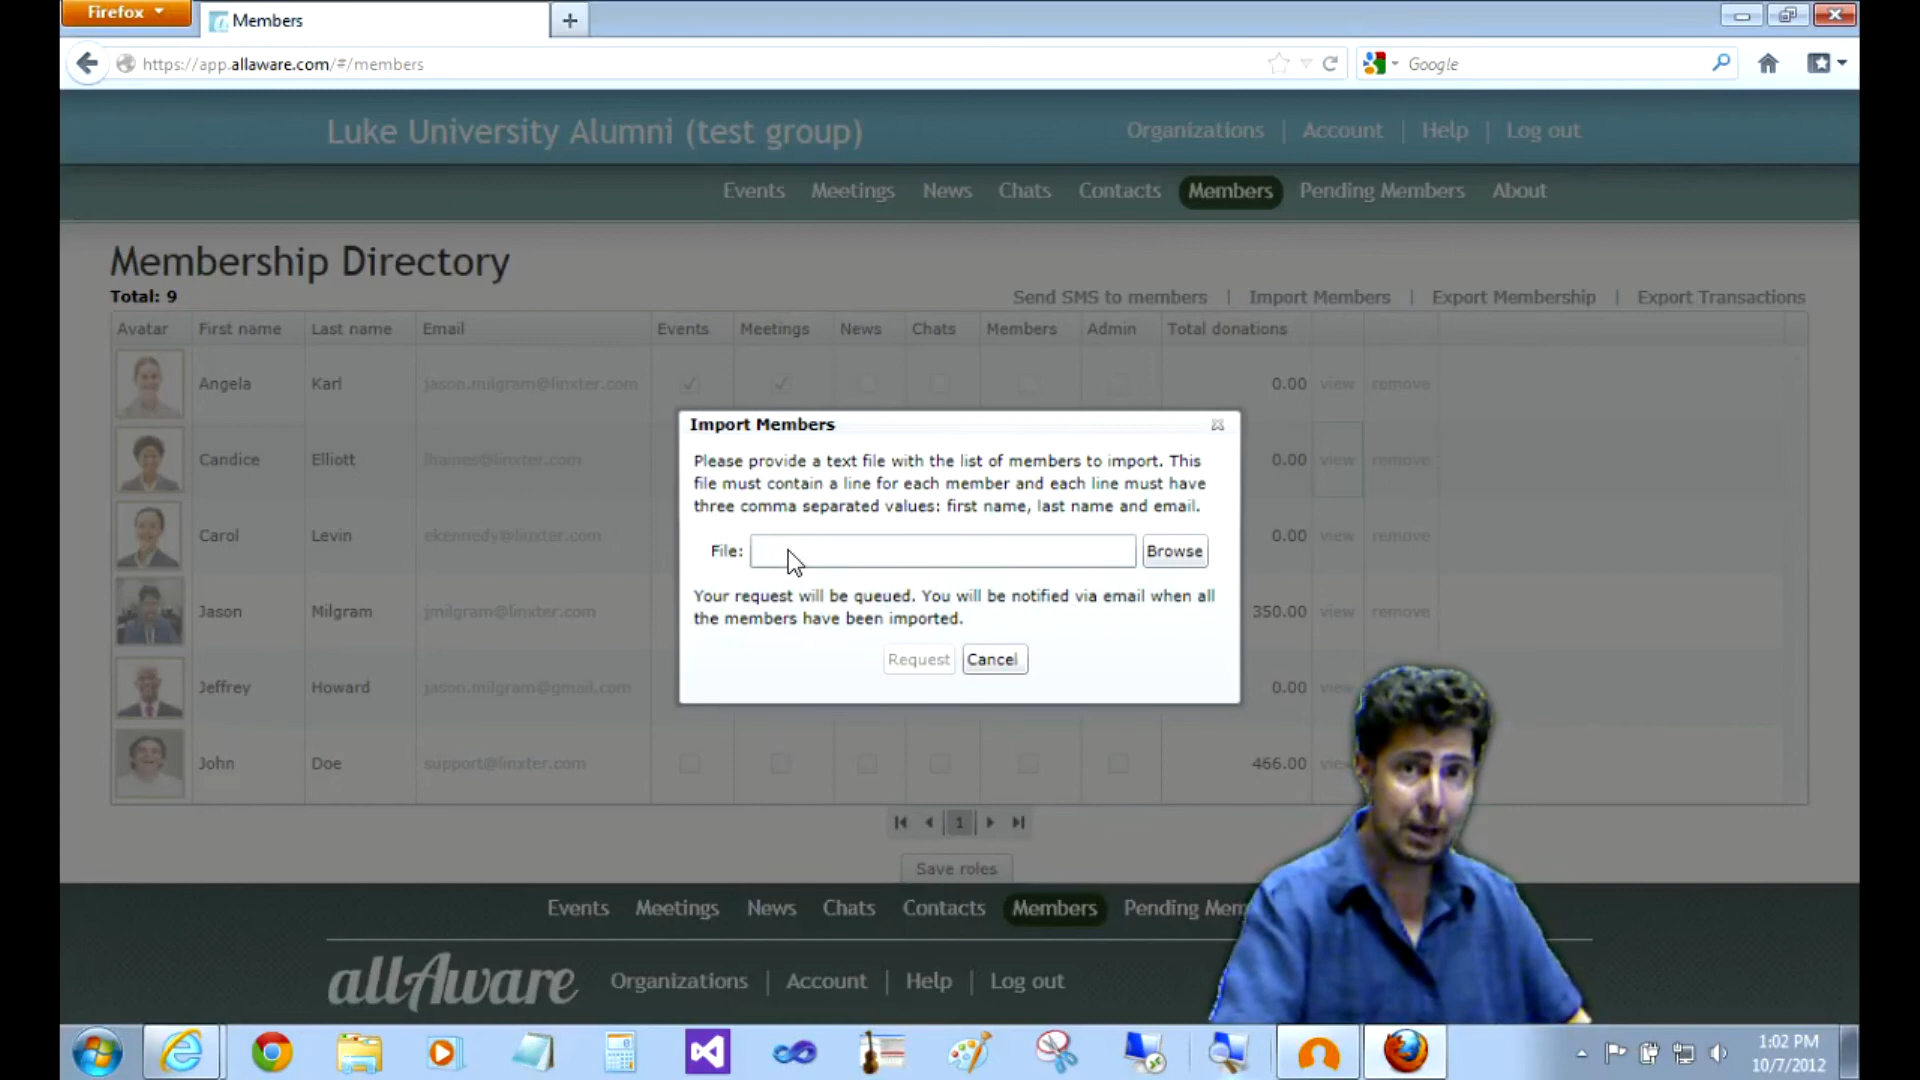 Firefox
Members
https://app.allaware.com/#/members
Google
Luke University Alumni (test group)
Organizations | Account | Help | Log out
Events Meetings News Chats Contacts Members Pending Members About
Membership Directory
Total: 9
Send SMS to members | Import Members | Export Membership | Export Transactions
Avatar First name Last name Email Events Meetings News Chats Members Admin Total donations
Angela Karl jason.milgram@linxter.com 0.00 view remove
Candice Elliott lhaines@linxter.com 0.00 view remove
Carol Levin ekennedy@linxter.com 0.00 view remove
Jason Milgram jmilgram@linxter.com 350.00 view remove
Jeffrey Howard jason.milgram@gmail.com 0.00
John Doe support@linxter.com 466.00
Import Members
Please provide a text file with the list of members to import. This
file must contain a line for each member and each line must have
three comma separated values: first name, last name and email.
File: Browse
Your request will be queued. You will be notified via email when all
the members have been imported.
Request Cancel
1
Save roles
Events Meetings News Chats Contacts Members Pending Mem
allAware Organizations | Account | Help | Log out
1:02 PM
10/7/2012